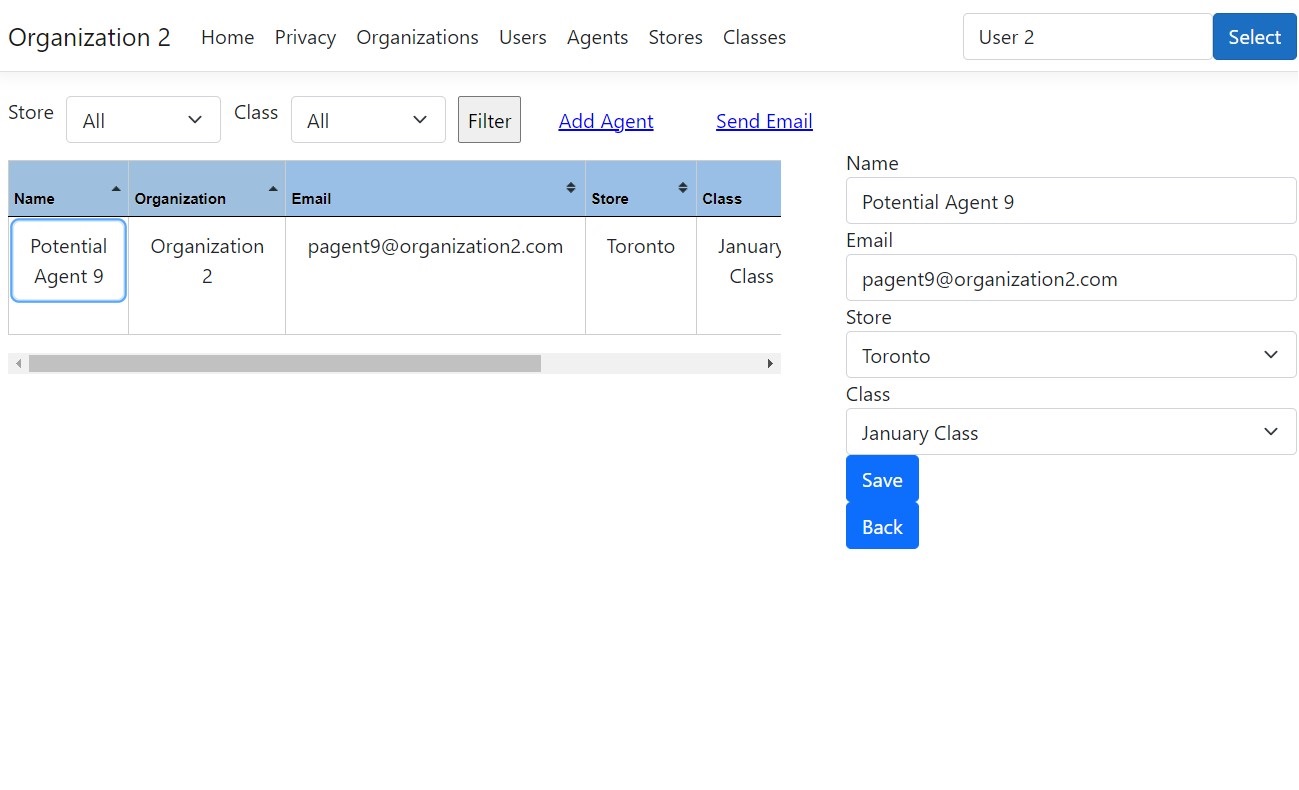 Organization 2 Home Privacy Organizations Users Agents Stores Classes User 2 Select
Store All Class All Filter Add Agent Send Email
Name Organization Email Store Class
Potential Organization pagent9@organization2.com Toronto January
Agent 9 2 Class
Name
Potential Agent 9
Email
pagent9@organization2.com
Store
Toronto
Class
January Class
Save
Back